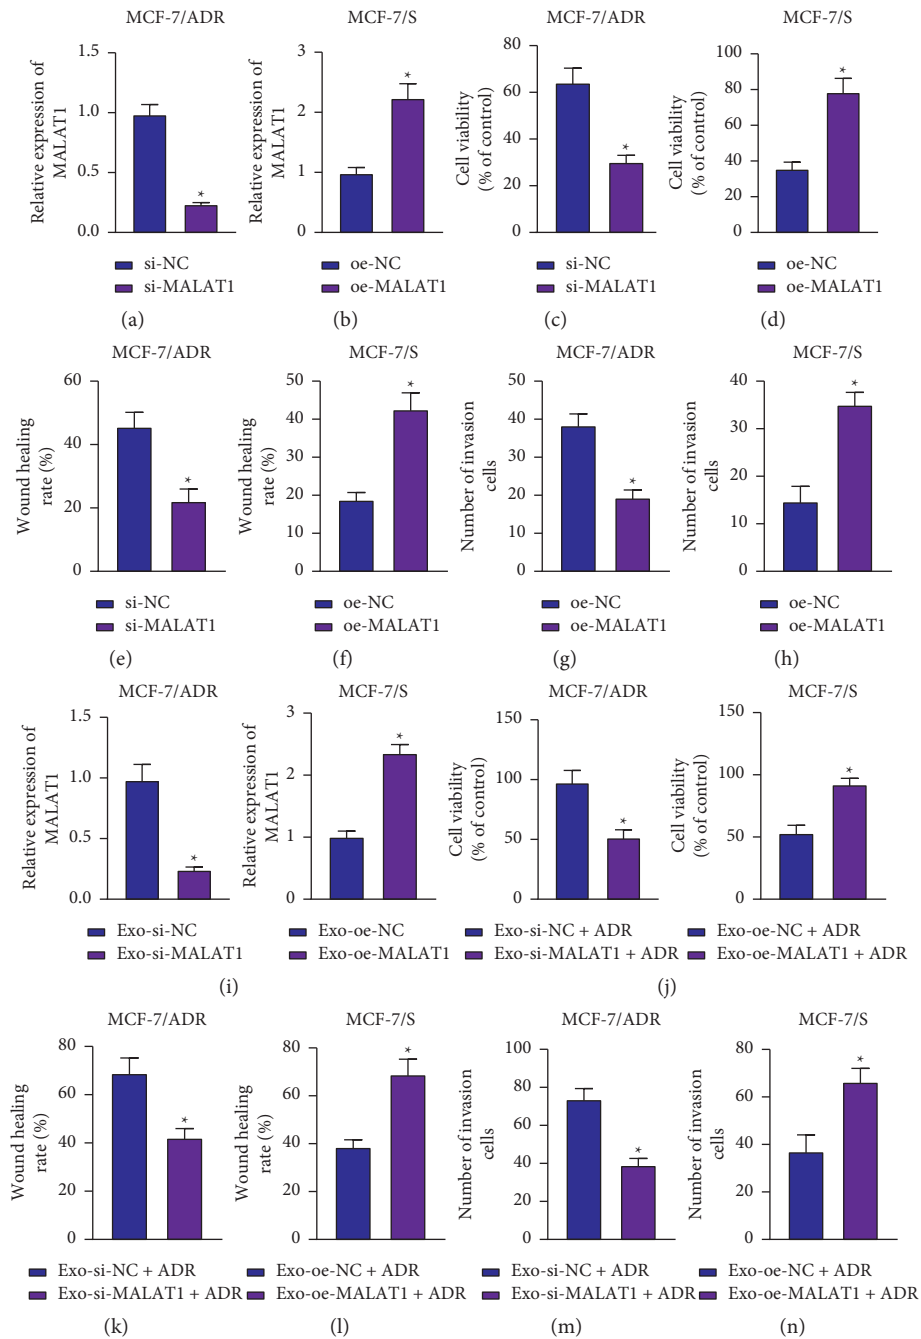 MCF-7/ADR
Relative expression of
MALAT1
1.5
1.0
0.5
0.0
*
si-NC
si-MALAT1
(a)
MCF-7/S
Relative expression of
MALAT1
3
2
1
0
*
oe-NC
oe-MALAT1
(b)
MCF-7/ADR
Cell viability
(% of control)
80
60
40
20
0
*
si-NC
si-MALAT1
(c)
MCF-7/S
Cell viability
(% of control)
100
80
60
40
20
0
*
oe-NC
oe-MALAT1
(d)
MCF-7/ADR
Wound healing
rate (%)
60
40
20
0
*
si-NC
si-MALAT1
(e)
MCF-7/S
Wound healing
rate (%)
50
40
30
20
10
0
*
oe-NC
oe-MALAT1
(f)
MCF-7/ADR
Number of invasion
cells
50
40
30
20
10
0
*
oe-NC
oe-MALAT1
(g)
MCF-7/S
Number of invasion
cells
40
30
20
10
0
*
oe-NC
oe-MALAT1
(h)
MCF-7/ADR
Relative expression of
MALAT1
1.5
1.0
0.5
0.0
*
Exo-si-NC
Exo-si-MALAT1
MCF-7/S
Relative expression of
MALAT1
3
2
1
0
*
Exo-oe-NC
Exo-oe-MALAT1
(i)
MCF-7/ADR
Cell viability
(% of control)
150
100
50
0
*
Exo-si-NC + ADR
Exo-si-MALAT1 + ADR
MCF-7/S
Cell viability
(% of control)
150
100
50
0
*
Exo-oe-NC + ADR
Exo-oe-MALAT1 + ADR
(j)
MCF-7/ADR
Wound healing
rate (%)
80
60
40
20
0
*
Exo-si-NC + ADR
Exo-si-MALAT1 + ADR
(k)
MCF-7/S
Wound healing
rate (%)
80
60
40
20
0
*
Exo-oe-NC + ADR
Exo-oe-MALAT1 + ADR
(l)
MCF-7/ADR
Number of invasion
cells
100
80
60
40
20
0
*
Exo-si-NC + ADR
Exo-si-MALAT1 + ADR
(m)
MCF-7/S
Number of invasion
cells
80
60
40
20
0
*
Exo-oe-NC + ADR
Exo-oe-MALAT1 + ADR
(n)